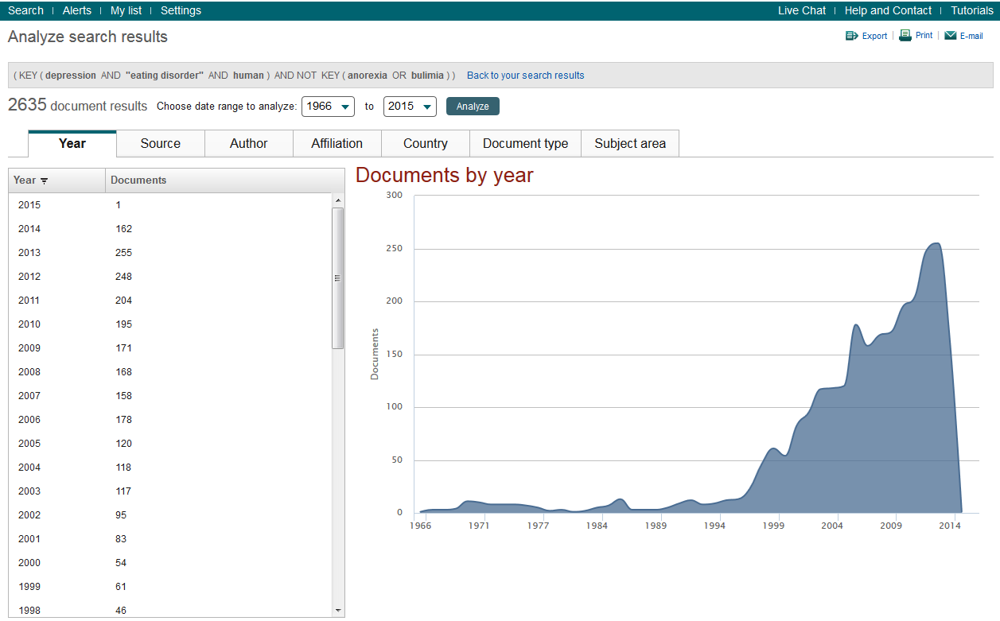 Search | Alerts | My list | Settings Live Chat | Help and Contact | Tutorials
Analyze search results Export | Print | E-mail
( KEY ( depression AND "eating disorder" AND human ) AND NOT KEY ( anorexia OR bulimia ) ) Back to your search results
2635 document results Choose date range to analyze: 1966 to 2015 Analyze
Year Source Author Affiliation Country Document type Subject area
Year Documents
2015 1
2014 162
2013 255
2012 248
2011 204
2010 195
2009 171
2008 168
2007 158
2006 178
2005 120
2004 118
2003 117
2002 95
2001 83
2000 54
1999 61
1998 46
Documents by year
300
250
200
150
100
50
0
Documents
1966 1971 1977 1984 1989 1994 1999 2004 2009 2014